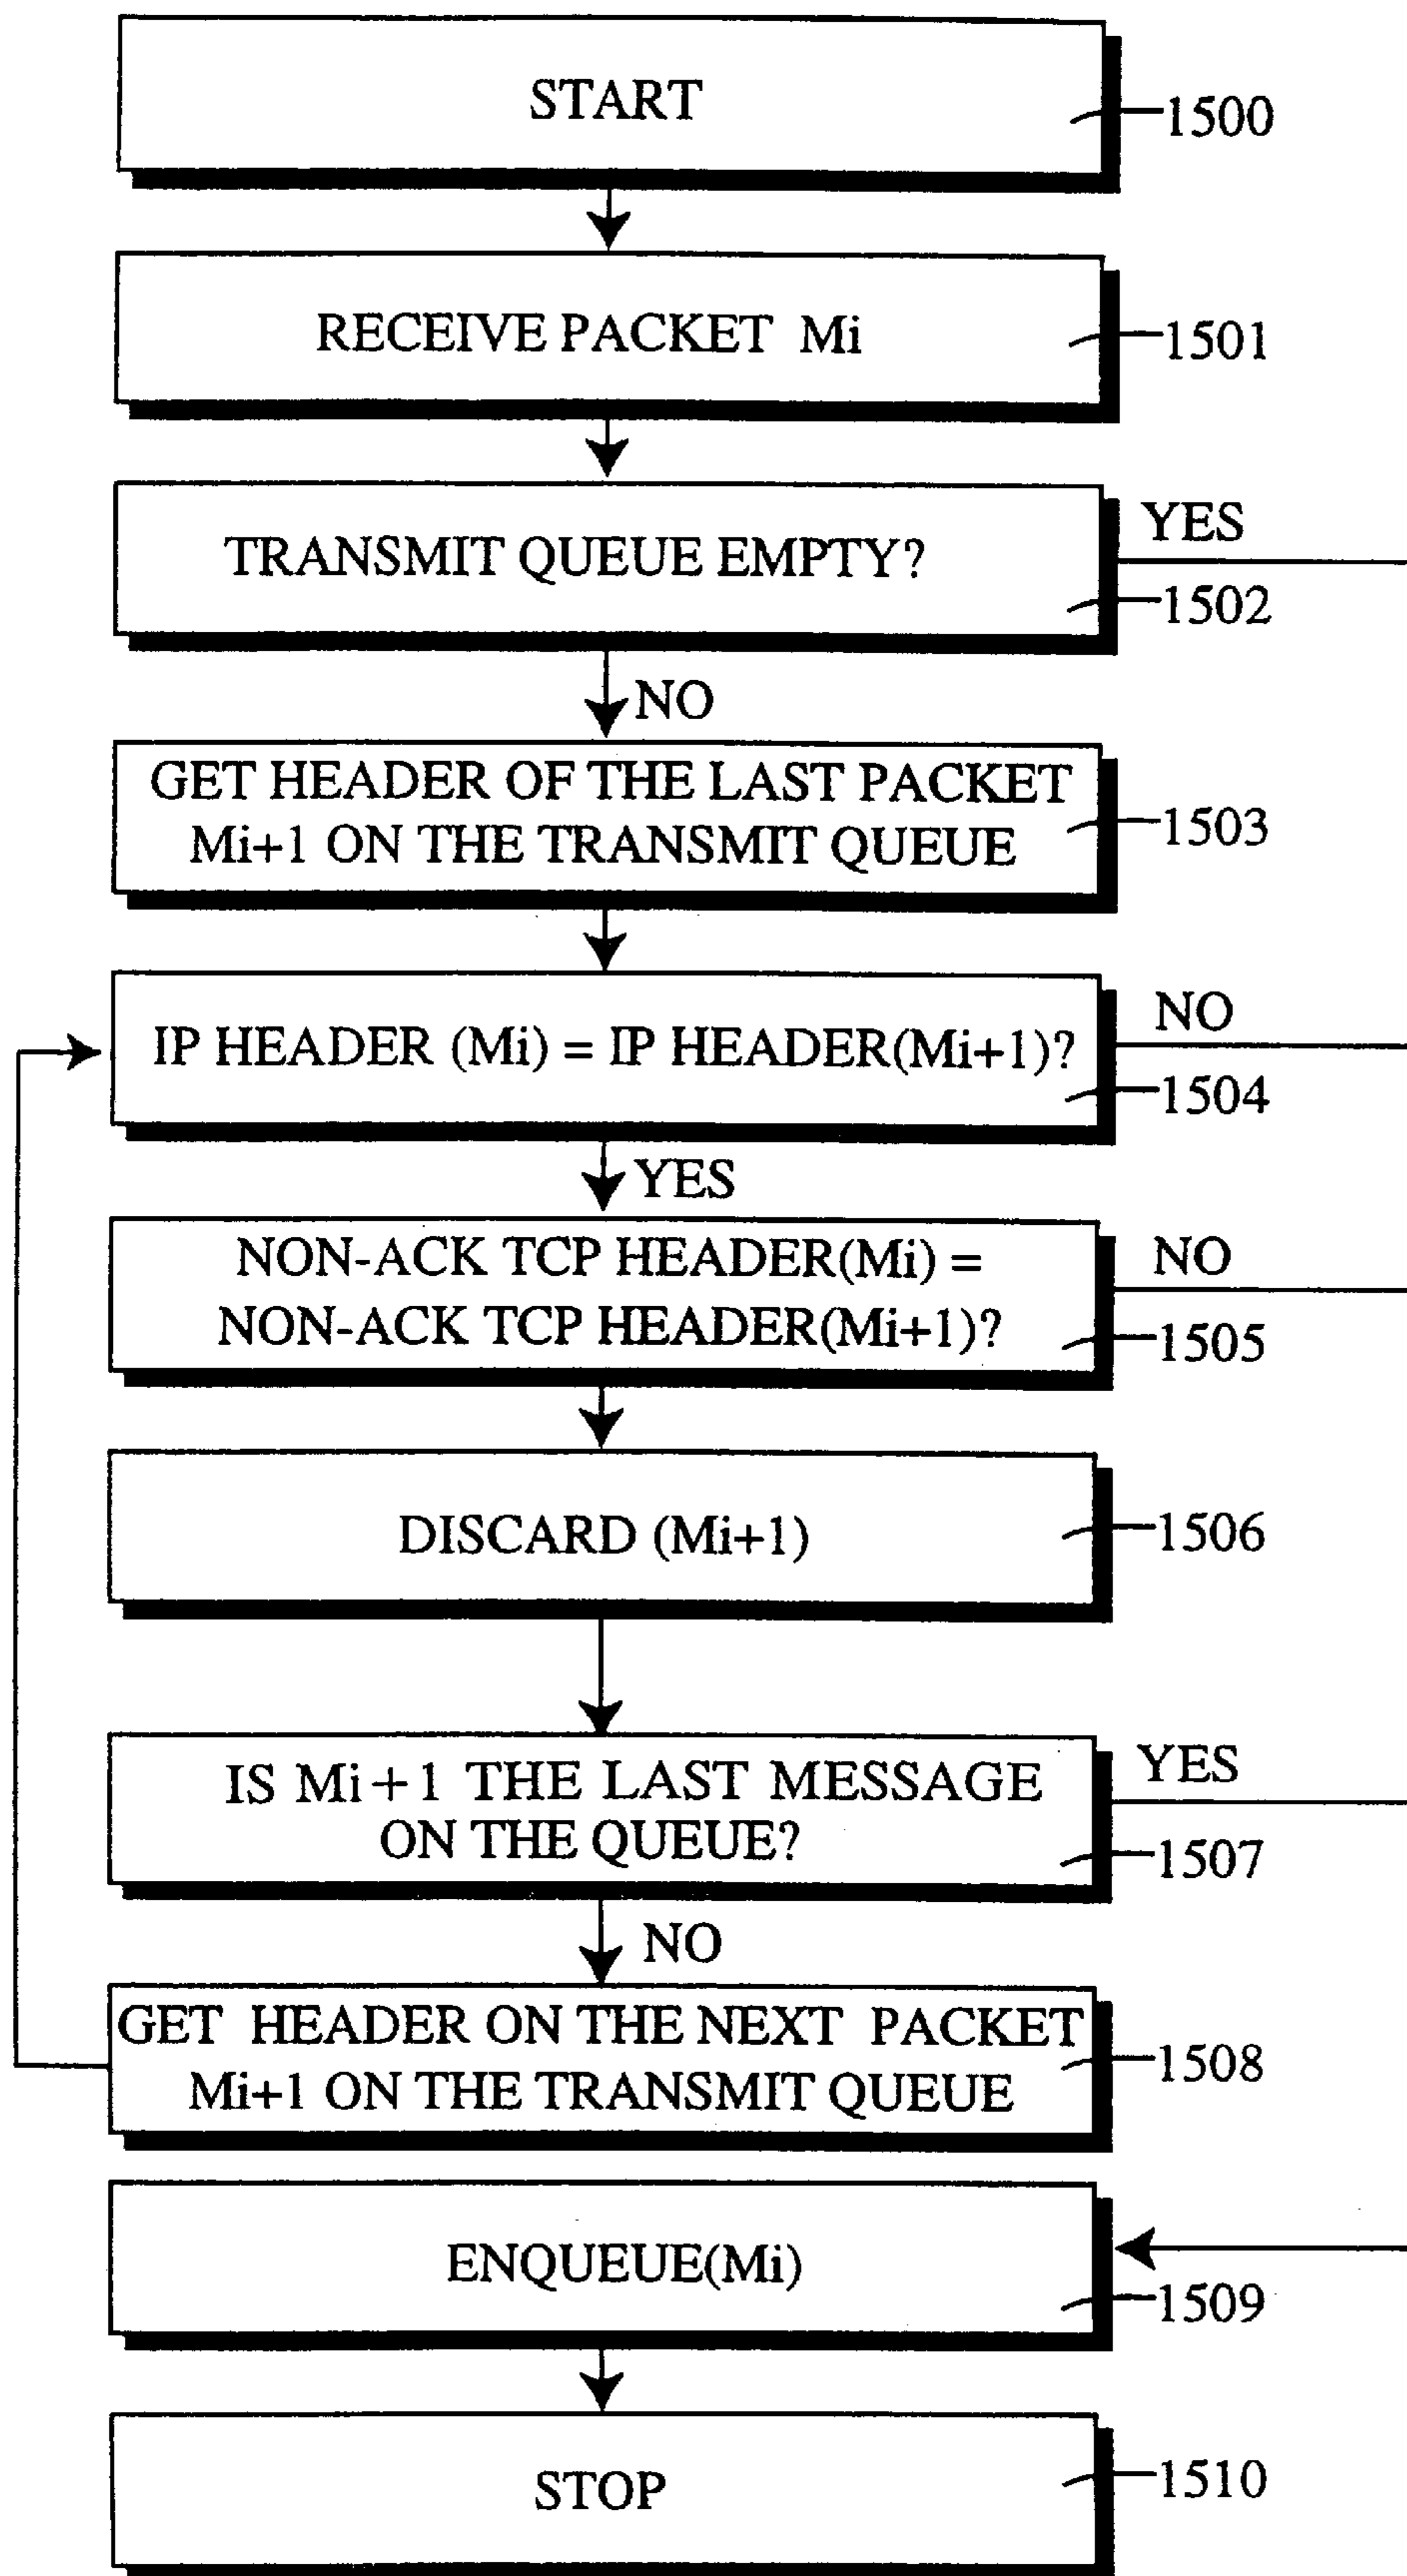 START
1500
RECEIVE PACKET Mi
1501
TRANSMIT QUEUE EMPTY?
YES
1502
NO
GET HEADER OF THE LAST PACKET
Mi+1 ON THE TRANSMIT QUEUE
1503
IP HEADER (Mi) = IP HEADER(Mi+1)?
NO
1504
YES
NON-ACK TCP HEADER(Mi) =
NON-ACK TCP HEADER(Mi+1)?
NO
1505
DISCARD (Mi+1)
1506
IS Mi+1 THE LAST MESSAGE
ON THE QUEUE?
YES
1507
NO
GET HEADER ON THE NEXT PACKET
Mi+1 ON THE TRANSMIT QUEUE
1508
ENQUEUE(Mi)
1509
STOP
1510